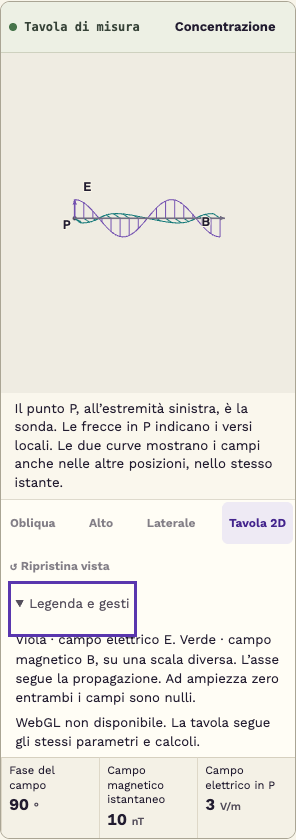 Tavola di misura Concentrazione
E
P
B
Il punto P, all’estremità sinistra, è la
sonda. Le frecce in P indicano i versi
locali. Le due curve mostrano i campi
anche nelle altre posizioni, nello stesso
istante.
Obliqua Alto Laterale Tavola 2D
↺ Ripristina vista
▼ Legenda e gesti
Viola · campo elettrico E. Verde · campo
magnetico B, su una scala diversa. L’asse
segue la propagazione. Ad ampiezza zero
entrambi i campi sono nulli.
WebGL non disponibile. La tavola segue
gli stessi parametri e calcoli.
Fase del
campo
90 °
Campo
magnetico
istantaneo
10 nT
Campo
elettrico in P
3 V/m